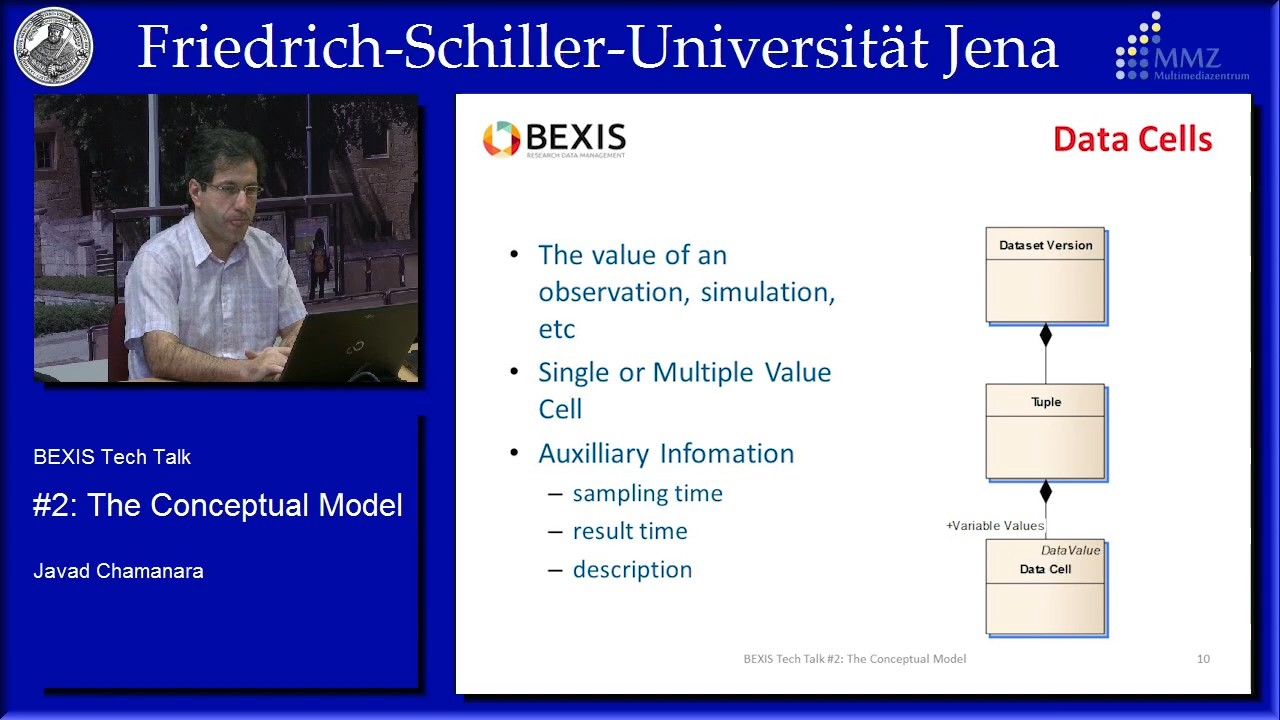 Friedrich-Schiller-Universität Jena
MMZ
Multimediazentrum
BEXIS
RESEARCH DATA MANAGEMENT
Data Cells
• The value of an
observation, simulation,
etc
• Single or Multiple Value
Cell
• Auxilliary Infomation
– sampling time
– result time
– description
Dataset Version
Tuple
+Variable Values
DataValue
Data Cell
BEXIS Tech Talk #2: The Conceptual Model
10
BEXIS Tech Talk
#2: The Conceptual Model
Javad Chamanara